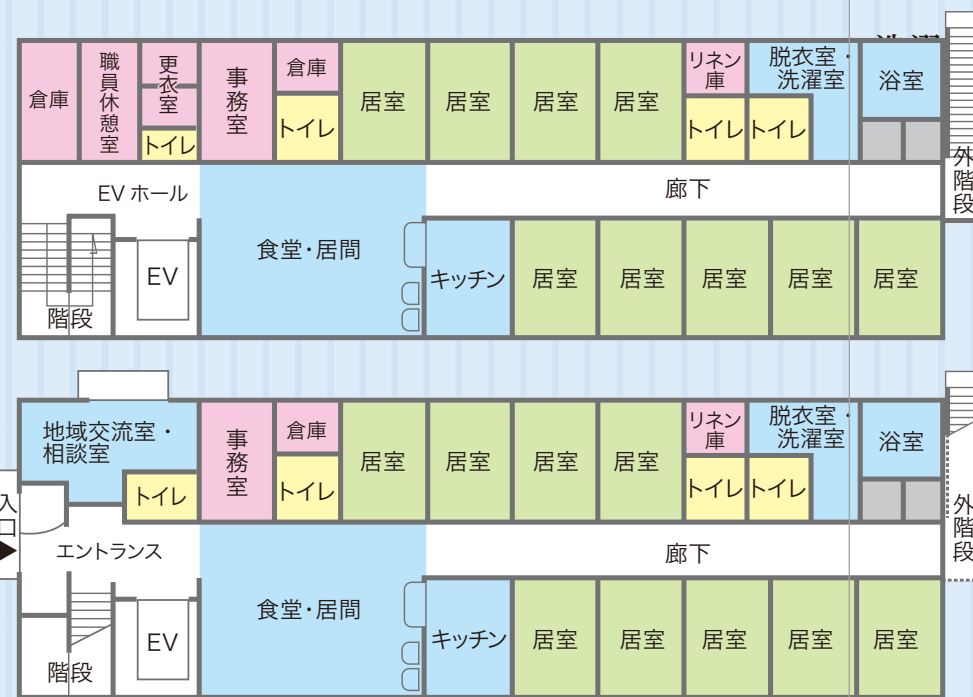 倉庫
職員休憩室
更衣室
トイレ
事務室
倉庫
トイレ
居室
居室
居室
居室
リネン
庫
トイレ
トイレ
脱衣室・
洗濯室
浴室
外階段
EVホール
廊下
階段
EV
食堂・居間
キッチン
居室
居室
居室
居室
居室
地域交流室・
相談室
トイレ
事務室
倉庫
トイレ
居室
居室
居室
居室
リネン
庫
トイレ
トイレ
脱衣室・
洗濯室
浴室
外階段
入口
エントランス
廊下
階段
EV
食堂・居間
キッチン
居室
居室
居室
居室
居室